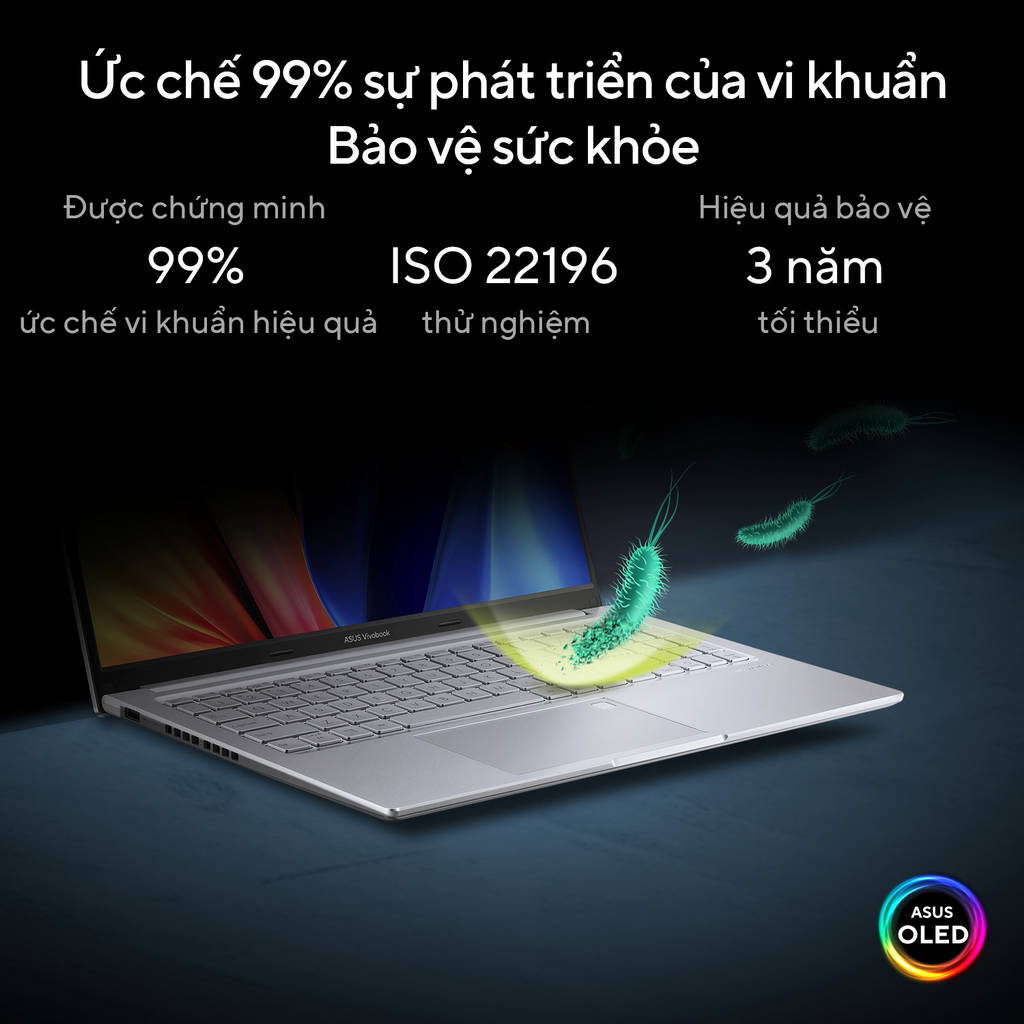 Ức chế 99% sự phát triển của vi khuẩn
Bảo vệ sức khỏe
Được chứng minh
99%
ức chế vi khuẩn hiệu quả
ISO 22196
thử nghiệm
Hiệu quả bảo vệ
3 năm
tối thiểu
ASUS Vivobook
ASUS
OLED